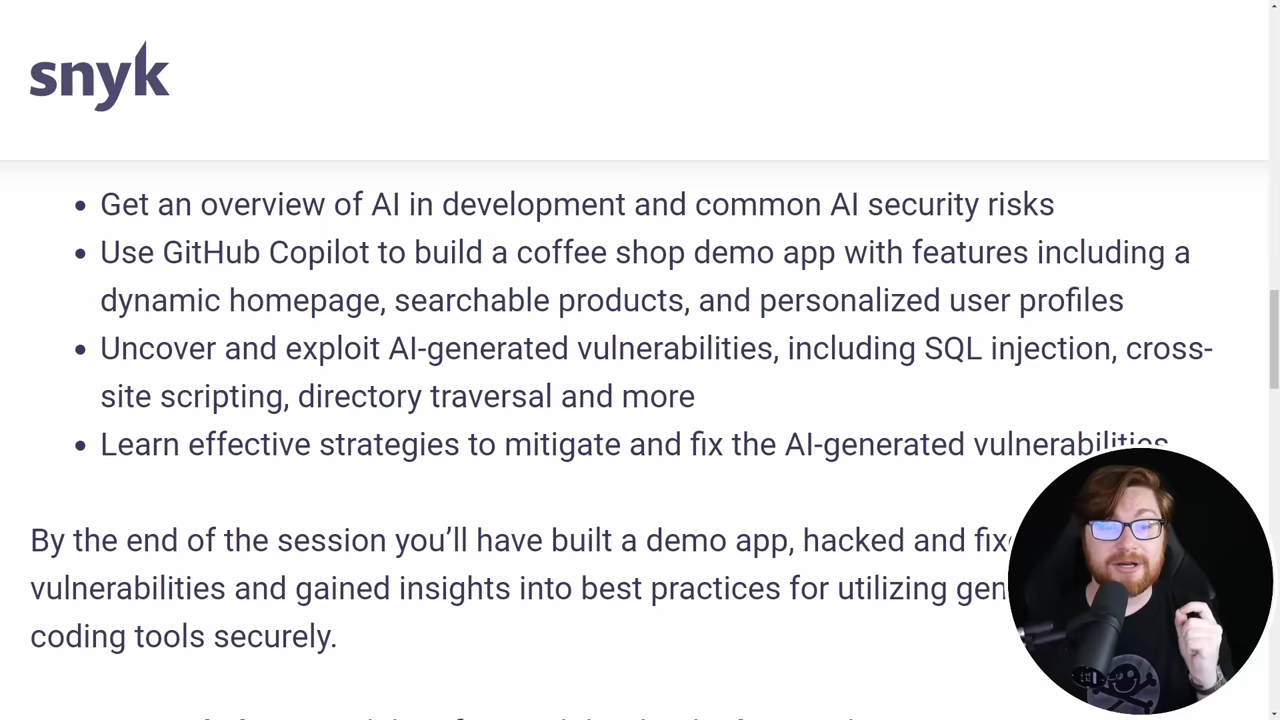 snyk
• Get an overview of AI in development and common AI security risks
• Use GitHub Copilot to build a coffee shop demo app with features including a
dynamic homepage, searchable products, and personalized user profiles
• Uncover and exploit AI-generated vulnerabilities, including SQL injection, cross-
site scripting, directory traversal and more
• Learn effective strategies to mitigate and fix the AI-generated vulnerabilities
By the end of the session you’ll have built a demo app, hacked and
vulnerabilities and gained insights into best practices for utilizing
coding tools securely.